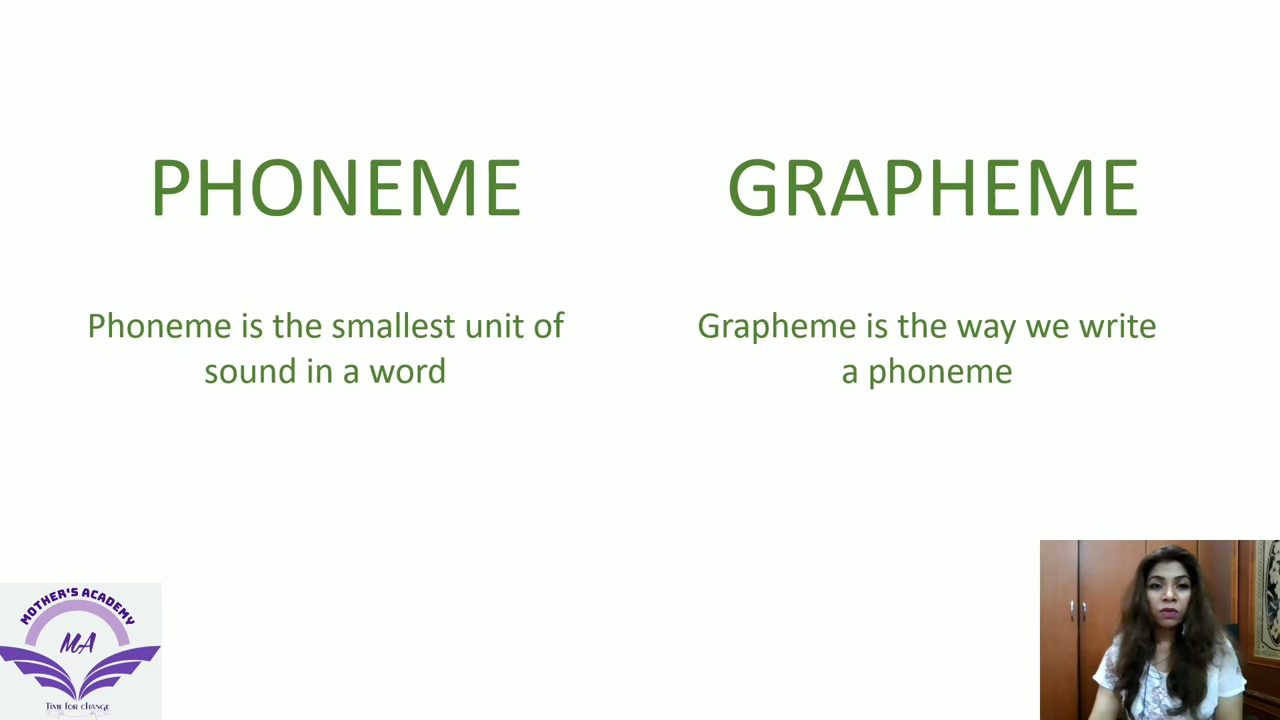 PHONEME
Phoneme is the smallest unit of
sound in a word
GRAPHEME
Grapheme is the way we write
a phoneme
MOTHER'S ACADEMY
MA
TIME FOR CHANGE